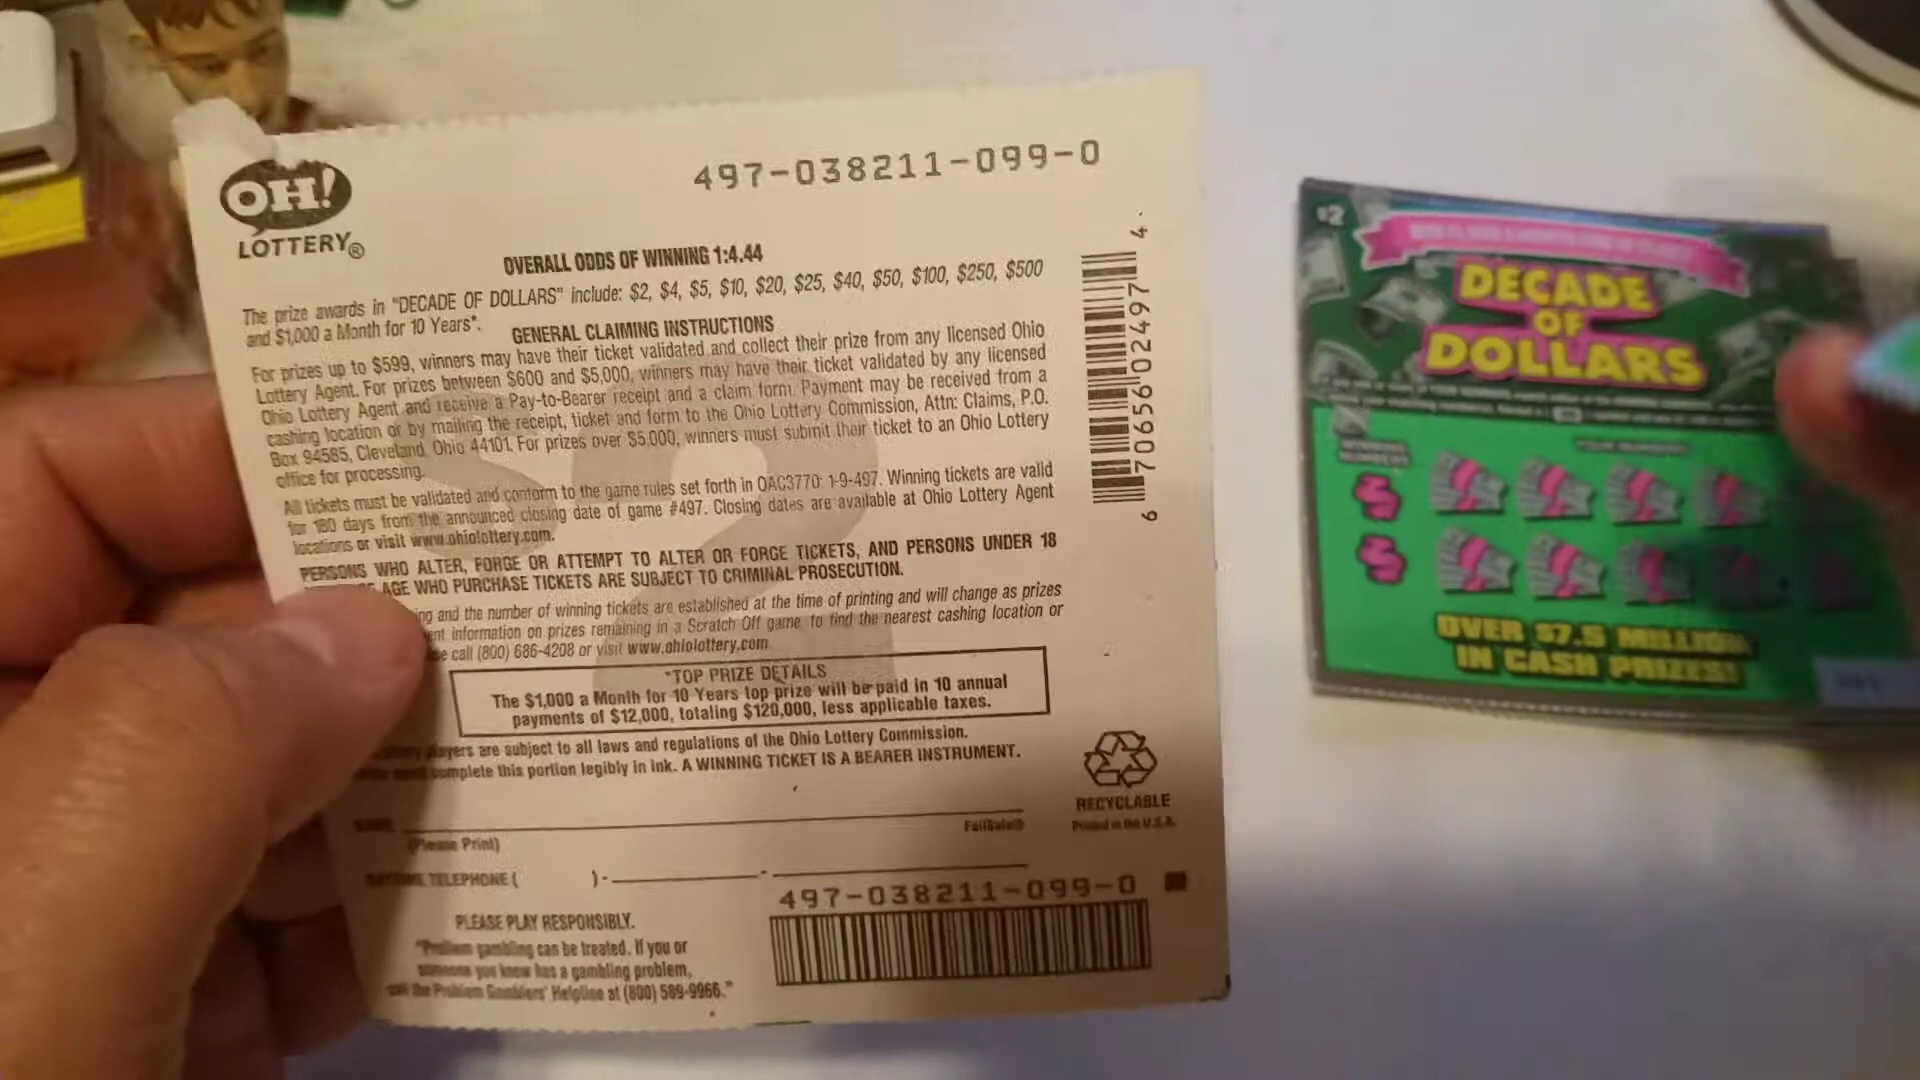 OH!
LOTTERY®
497-038211-099-0
OVERALL ODDS OF WINNING 1:4.44
The prize awards in "DECADE OF DOLLARS" include: $2, $4, $5, $10, $20, $25, $40, $50, $100, $250, $500
and $1,000 a Month for 10 Years*.
GENERAL CLAIMING INSTRUCTIONS
For prizes up to $599, winners may have their ticket validated and collect their prize from any licensed Ohio
Lottery Agent. For prizes between $600 and $5,000, winners may have their ticket validated by any licensed
Ohio Lottery Agent and receive a Pay-to-Bearer receipt and a claim form. Payment may be received from a
cashing location or by mailing the receipt, ticket and form to the Ohio Lottery Commission, Attn: Claims, P.O.
Box 94585, Cleveland, Ohio 44101. For prizes over $5,000, winners must submit their ticket to an Ohio Lottery
office for processing.
All tickets must be validated and conform to the game rules set forth in OAC3770: 1-9-497. Winning tickets are valid
for 180 days from the announced closing date of game #497. Closing dates are available at Ohio Lottery Agent
locations or visit www.ohiolottery.com.
PERSONS WHO ALTER, FORGE OR ATTEMPT TO ALTER OR FORGE TICKETS, AND PERSONS UNDER 18
AGE WHO PURCHASE TICKETS ARE SUBJECT TO CRIMINAL PROSECUTION.
and the number of winning tickets are established at the time of printing and will change as prizes
information on prizes remaining in a Scratch Off game, to find the nearest cashing location or
call (800) 686-4208 or visit www.ohiolottery.com
*TOP PRIZE DETAILS
The $1,000 a Month for 10 Years top prize will be paid in 10 annual
payments of $12,000, totaling $120,000, less applicable taxes.
players are subject to all laws and regulations of the Ohio Lottery Commission.
complete this portion legibly in ink. A WINNING TICKET IS A BEARER INSTRUMENT.
NAME
(Please Print)
FailSafe®
TELEPHONE ( ) - -
497-038211-099-0
PLEASE PLAY RESPONSIBLY.
"Problem gambling can be treated. If you or
someone you know has a gambling problem,
call the Problem Gamblers' Helpline at (800) 589-9966."
6 70656 02497 4
RECYCLABLE
Printed in the U.S.A.
$2
DECADE
OF
DOLLARS
WINNING
NUMBERS
YOUR NUMBERS
OVER $7.5 MILLION
IN CASH PRIZES!